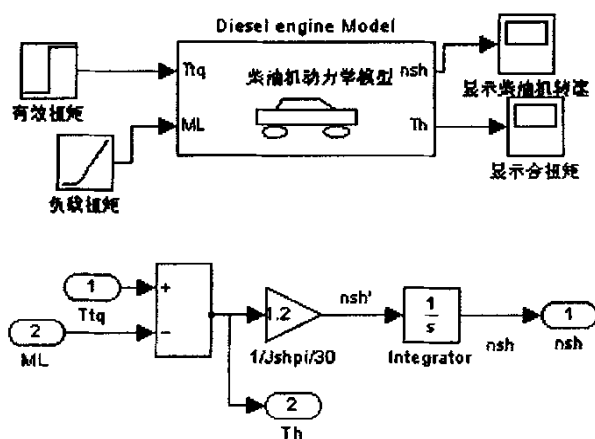 Diesel engine Model
Ttq
柴油机动力学模型
nsh
有效扭矩
显示柴油机转速
ML
Th
负载扭矩
显示合扭矩
1
Ttq
+
2
ML
−
1.2
1/Jshpi/30
nsh'
1
s
Integrator
nsh
1
nsh
2
Th